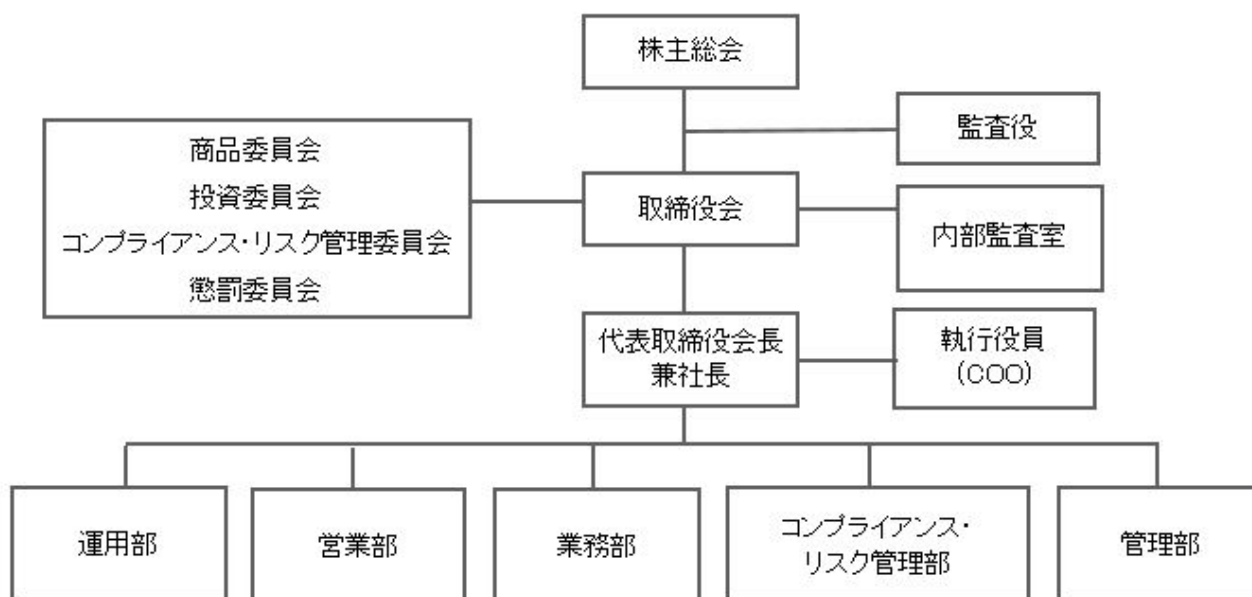 株主総会
監査役
商品委員会
投資委員会
コンプライアンス・リスク管理委員会
懲罰委員会
取締役会
内部監査室
代表取締役会長
兼社長
執行役員
(COO)
運用部
営業部
業務部
コンプライアンス・
リスク管理部
管理部